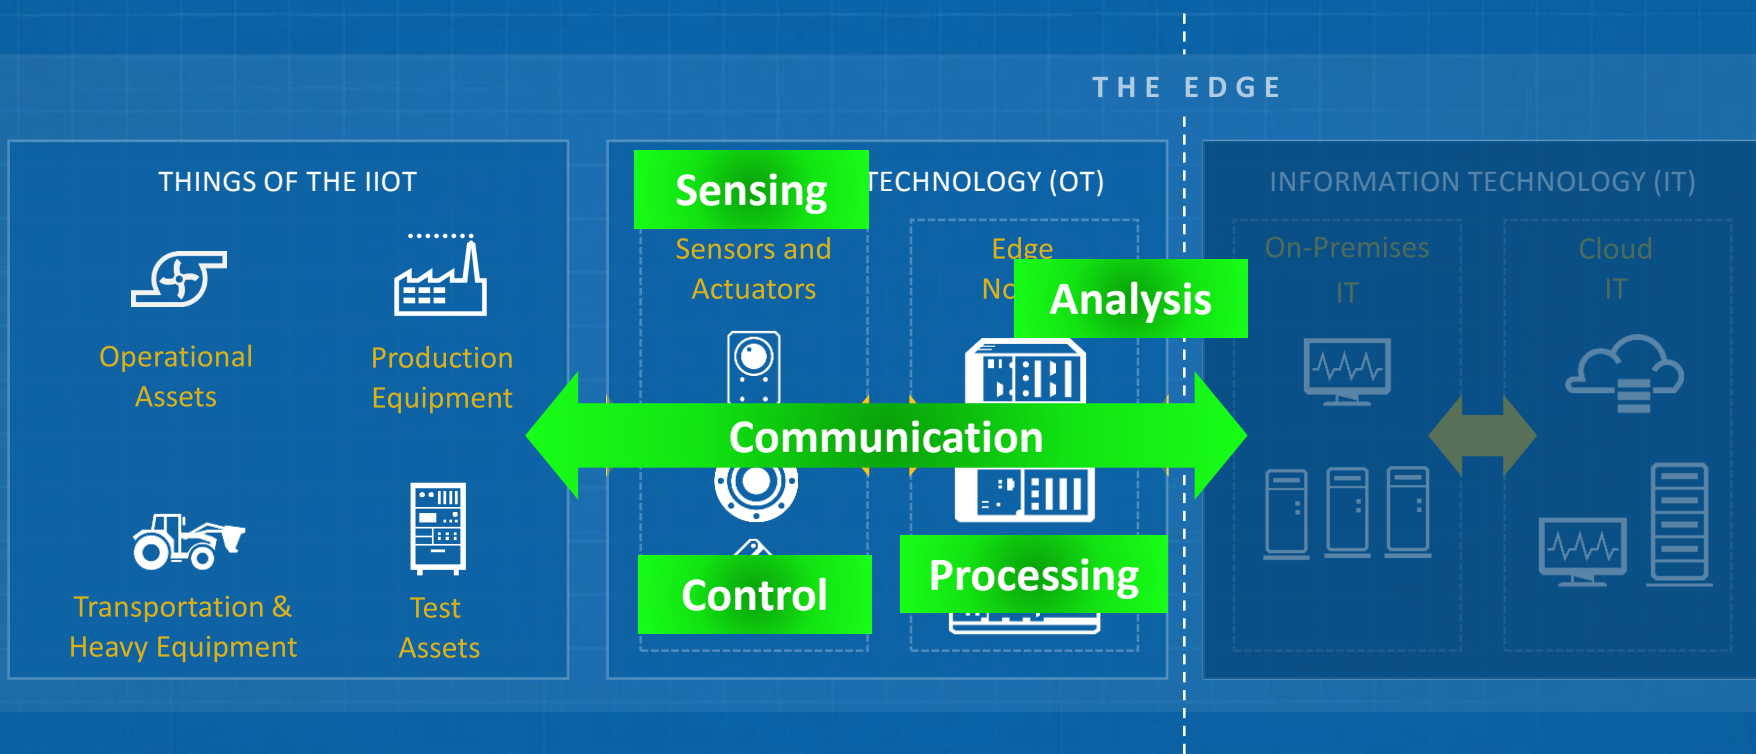 THE EDGE
THINGS OF THE IIOT
Operational
Assets
Production
Equipment
Transportation &
Heavy Equipment
Test
Assets
Sensing
TECHNOLOGY (OT)
Sensors and
Actuators
Edge
Analysis
Communication
Control
Processing
INFORMATION TECHNOLOGY (IT)
On-Premises
IT
Cloud
IT